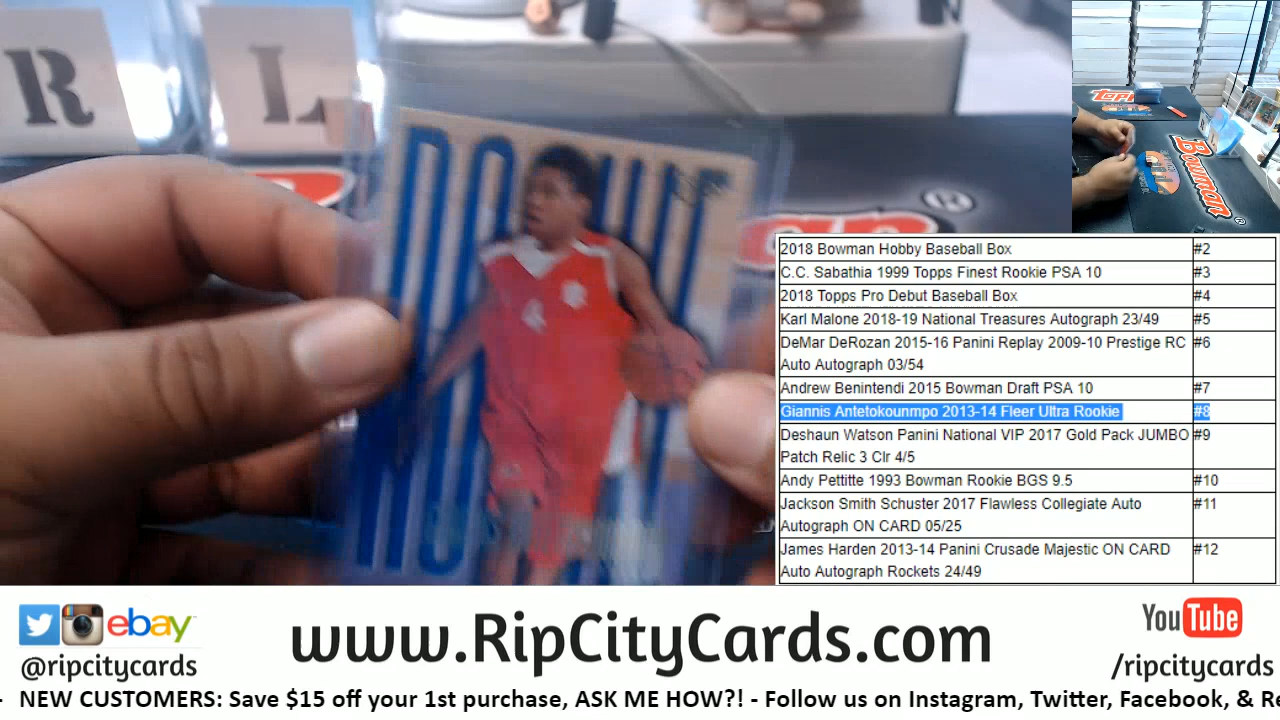 R L
ROOKIE
4
®
Topps
Bowman
®
2018 Bowman Hobby Baseball Box #2
C.C. Sabathia 1999 Topps Finest Rookie PSA 10 #3
2018 Topps Pro Debut Baseball Box #4
Karl Malone 2018-19 National Treasures Autograph 23/49 #5
DeMar DeRozan 2015-16 Panini Replay 2009-10 Prestige RC #6
Auto Autograph 03/54
Andrew Benintendi 2015 Bowman Draft PSA 10 #7
Giannis Antetokounmpo 2013-14 Fleer Ultra Rookie #8
Deshaun Watson Panini National VIP 2017 Gold Pack JUMBO #9
Patch Relic 3 Clr 4/5
Andy Pettitte 1993 Bowman Rookie BGS 9.5 #10
Jackson Smith Schuster 2017 Flawless Collegiate Auto #11
Autograph ON CARD 05/25
James Harden 2013-14 Panini Crusade Majestic ON CARD #12
Auto Autograph Rockets 24/49
ebay
@ripcitycards
www.RipCityCards.com
YouTube
/ripcitycards
- NEW CUSTOMERS: Save $15 off your 1st purchase, ASK ME HOW?! - Follow us on Instagram, Twitter, Facebook, & Re